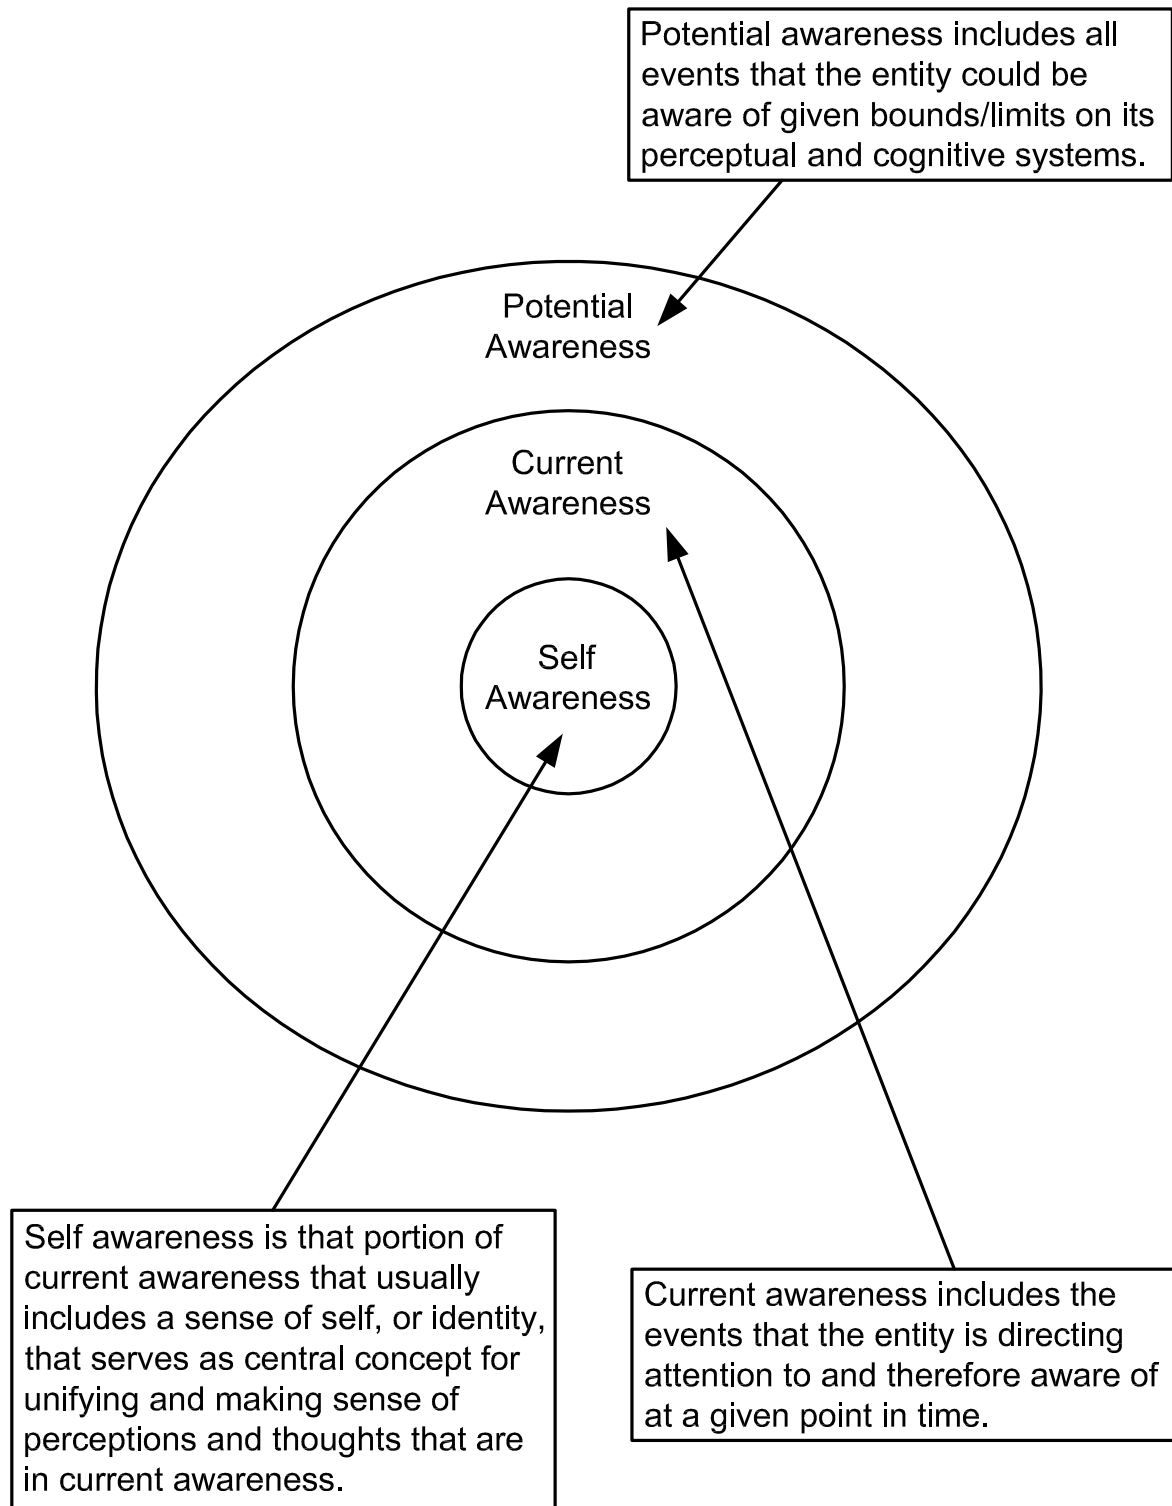 Potential awareness includes all
events that the entity could be
aware of given bounds/limits on its
perceptual and cognitive systems.
Potential
Awareness
Current
Awareness
Self
Awareness
Self awareness is that portion of
current awareness that usually
includes a sense of self, or identity,
that serves as central concept for
unifying and making sense of
perceptions and thoughts that are
in current awareness.
Current awareness includes the
events that the entity is directing
attention to and therefore aware of
at a given point in time.